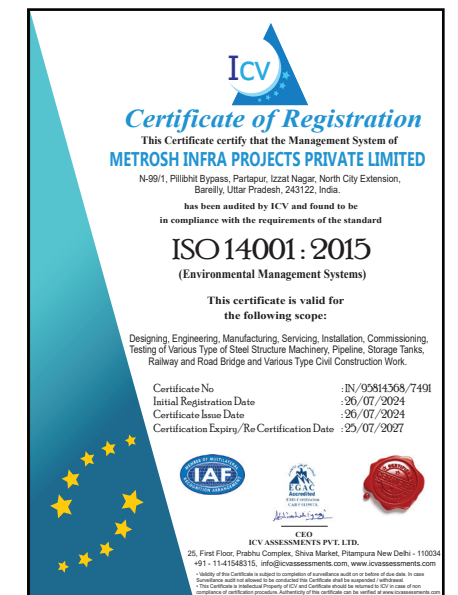 Icv
Certificate of Registration
This Certificate certify that the Management System of
METROSH INFRA PROJECTS PRIVATE LIMITED
N-99/1, Pillibhit Bypass, Partapur, Izzat Nagar, North City Extension,
Bareilly, Uttar Pradesh, 243122, India.
has been audited by ICV and found to be
in compliance with the requirements of the standard
ISO 14001 : 2015
(Environmental Management Systems)
This certificate is valid for
the following scope:
Designing, Engineering, Manufacturing, Servicing, Installation, Commissioning,
Testing of Various Type of Steel Structure Machinery, Pipeline, Storage Tanks,
Railway and Road Bridge and Various Type Civil Construction Work.
Certificate No : IN/95814368/7491
Initial Registration Date : 26/07/2024
Certificate Issue Date : 26/07/2024
Certification Expiry/Re Certification Date : 25/07/2027
MEMBER OF MULTILATERAL
IAF
RECOGNITION ARRANGEMENT
EGAC
Accredited
CEO
ICV ASSESSMENTS PVT. LTD.
25, First Floor, Prabhu Complex, Shiva Market, Pitampura New Delhi - 110034
+91 - 11-41548315, info@icvassessments.com, www.icvassessments.com
• Validity of this Certificate is subject to completion of surveillance audit on or before of due date, In case
Surveillance audit not allowed to be conducted this Certificate shall be suspended / withdrawal.
• This Certificate is intellectual Property of ICV and Certificate should be returned to ICV in case of non
compliance of certification procedure. Authenticity of this certificate can be verified at www.icvassessments.com